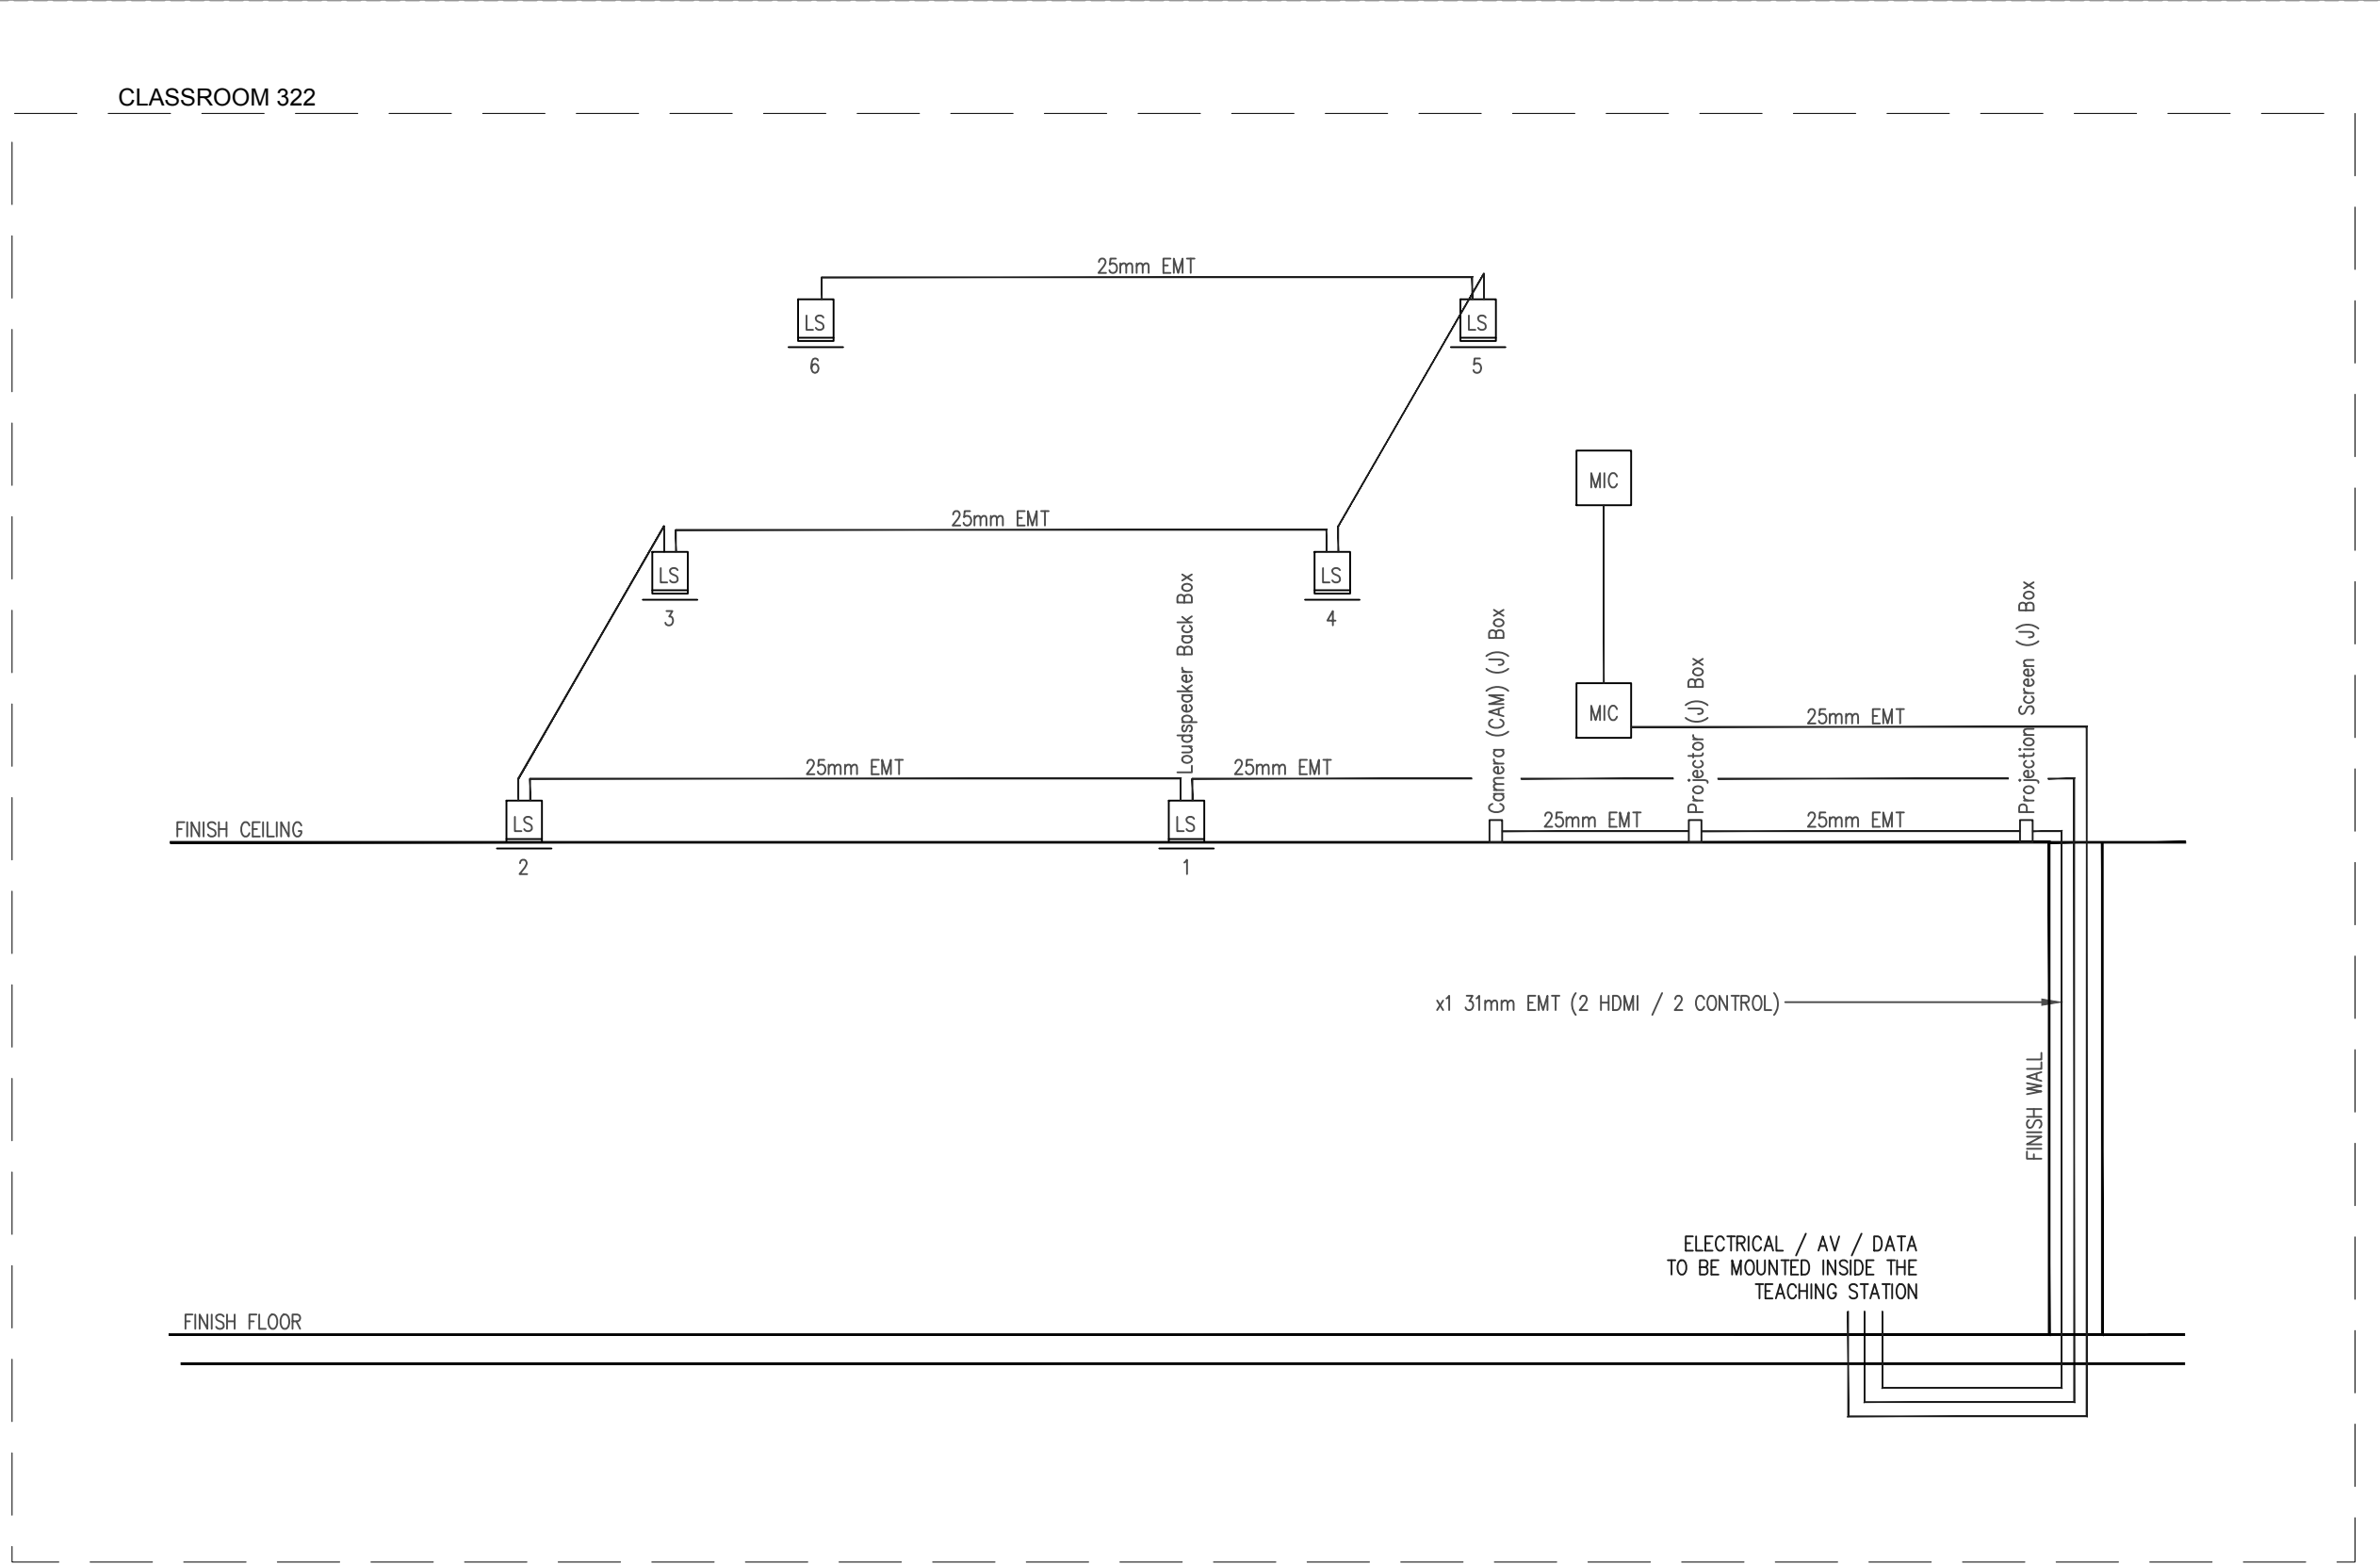 CLASSROOM 322
25mm EMT
LS
LS
6
5
MIC
25mm EMT
LS
LS
3
4
Loudspeaker Back Box
Camera (CAM) (J) Box
Projector (J) Box
Projection Screen (J) Box
MIC
25mm EMT
25mm EMT
25mm EMT
FINISH CEILING
LS
LS
25mm EMT
25mm EMT
2
1
x1 31mm EMT (2 HDMI / 2 CONTROL)
FINISH WALL
ELECTRICAL / AV / DATA
TO BE MOUNTED INSIDE THE
TEACHING STATION
FINISH FLOOR